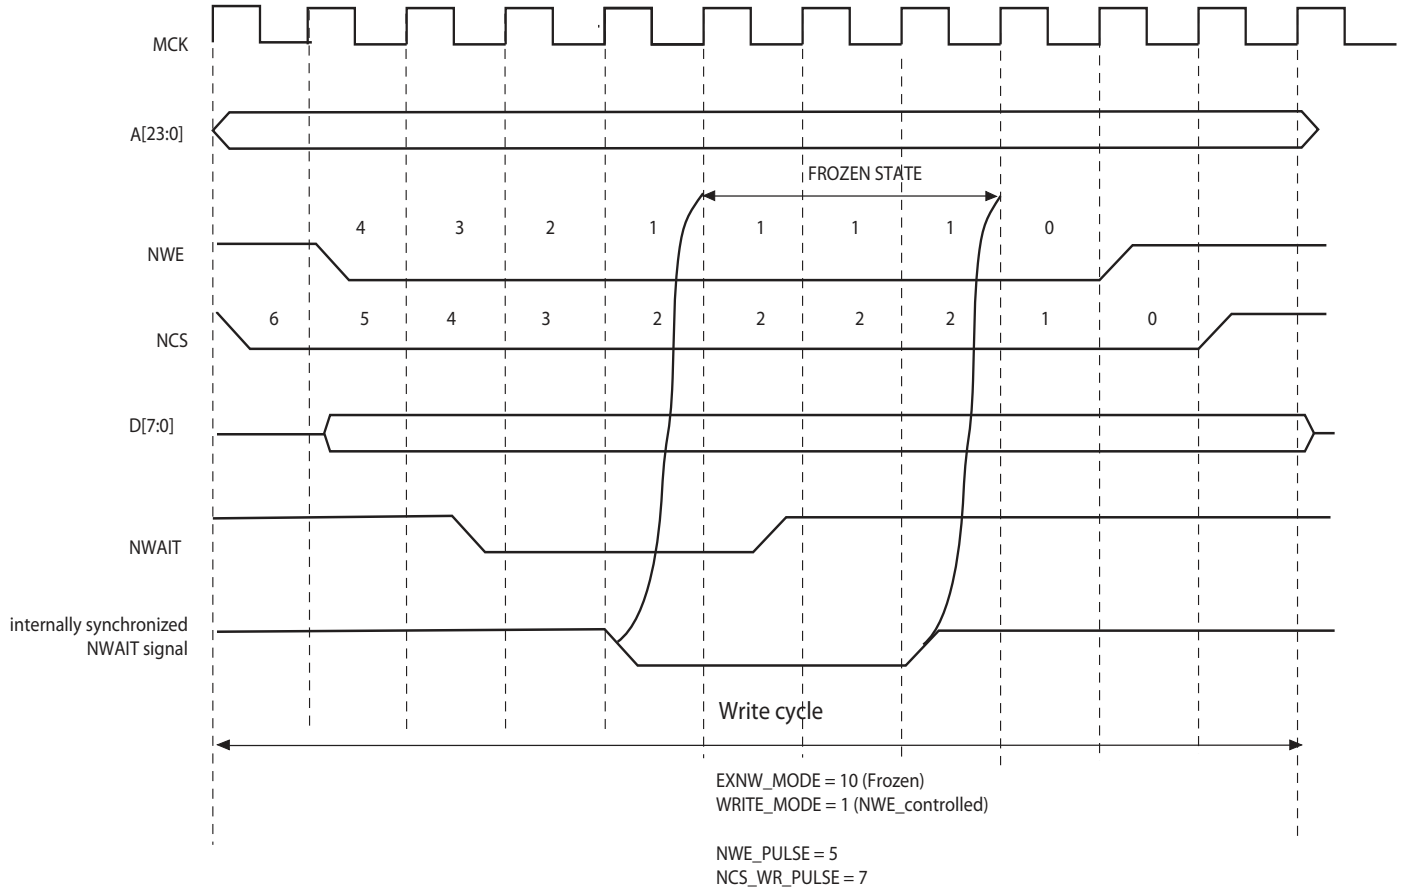 MCK
A[23:0]
FROZEN STATE
4 3 2 1 1 1 1 0
NWE
6 5 4 3 2 2 2 2 1 0
NCS
D[7:0]
NWAIT
internally synchronized
NWAIT signal
Write cycle
EXNW_MODE = 10 (Frozen)
WRITE_MODE = 1 (NWE_controlled)
NWE_PULSE = 5
NCS_WR_PULSE = 7